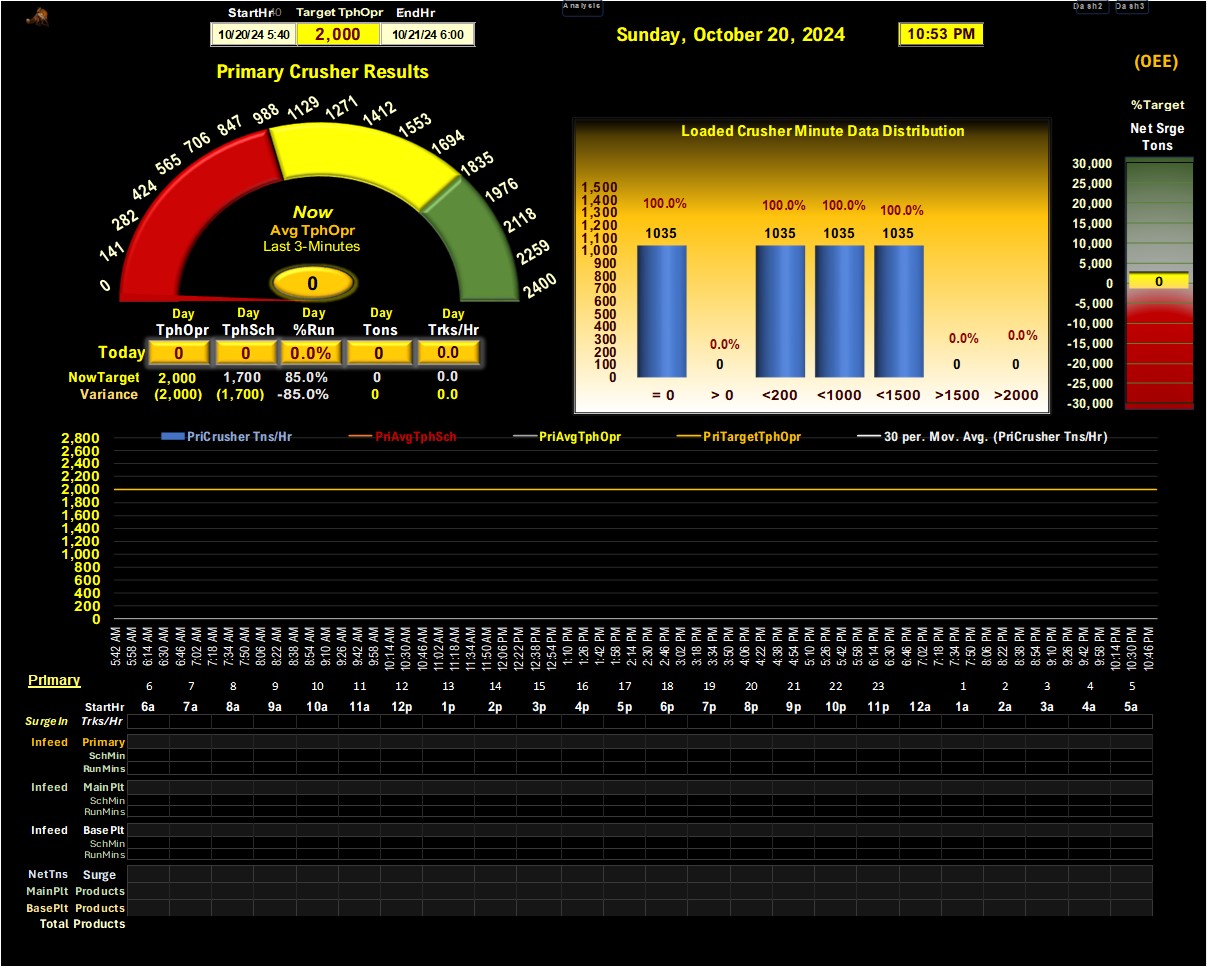 StartHr Target TphOpr EndHr
10/20/24 5:40 2,000 10/21/24 6:00
Analysis
Dash2 Dash3
Sunday, October 20, 2024 10:53 PM
(OEE)
Primary Crusher Results
0 141 282 424 565 706 847 988 1129 1271 1412 1553 1694 1835 1976 2118 2259 2400
Now
Avg TphOpr
Last 3-Minutes
0
Day Day Day Day Day
TphOpr TphSch %Run Tons Trks/Hr
Today 0 0 0.0% 0 0.0
NowTarget 2,000 1,700 85.0% 0 0.0
Variance (2,000) (1,700) -85.0% 0 0.0
Loaded Crusher Minute Data Distribution
1,500
1,400
1,300
1,200
1,100
1,000
900
800
700
600
500
400
300
200
100
0
100.0% 0.0% 100.0% 100.0% 100.0% 0.0% 0.0%
1035 0 1035 1035 1035 0 0
= 0 > 0 <200 <1000 <1500 >1500 >2000
%Target
Net Srge
Tons
30,000
25,000
20,000
15,000
10,000
5,000
0 0
-5,000
-10,000
-15,000
-20,000
-25,000
-30,000
PriCrusher Tns/Hr PriAvgTphSch PriAvgTphOpr PriTargetTphOpr 30 per. Mov. Avg. (PriCrusher Tns/Hr)
2,800
2,600
2,400
2,200
2,000
1,800
1,600
1,400
1,200
1,000
800
600
400
200
0
5:42 AM 5:58 AM 6:14 AM 6:30 AM 6:46 AM 7:02 AM 7:18 AM 7:34 AM 7:50 AM 8:06 AM 8:22 AM 8:38 AM 8:54 AM 9:10 AM 9:26 AM 9:42 AM 9:58 AM 10:14 AM 10:30 AM 10:46 AM 11:02 AM 11:18 AM 11:34 AM 11:50 AM 12:06 PM 12:22 PM 12:38 PM 12:54 PM 1:10 PM 1:26 PM 1:42 PM 1:58 PM 2:14 PM 2:30 PM 2:46 PM 3:02 PM 3:18 PM 3:34 PM 3:50 PM 4:06 PM 4:22 PM 4:38 PM 4:54 PM 5:10 PM 5:26 PM 5:42 PM 5:58 PM 6:14 PM 6:30 PM 6:46 PM 7:02 PM 7:18 PM 7:34 PM 7:50 PM 8:06 PM 8:22 PM 8:38 PM 8:54 PM 9:10 PM 9:26 PM 9:42 PM 9:58 PM 10:14 PM 10:30 PM 10:46 PM
Primary
6 7 8 9 10 11 12 13 14 15 16 17 18 19 20 21 22 23 1 2 3 4 5
StartHr 6a 7a 8a 9a 10a 11a 12p 1p 2p 3p 4p 5p 6p 7p 8p 9p 10p 11p 12a 1a 2a 3a 4a 5a
SurgeIn Trks/Hr
Infeed Primary
SchMin
RunMins
Infeed Main Plt
SchMin
RunMins
Infeed Base Plt
SchMin
RunMins
NetTns Surge
MainPlt Products
BasePlt Products
Total Products